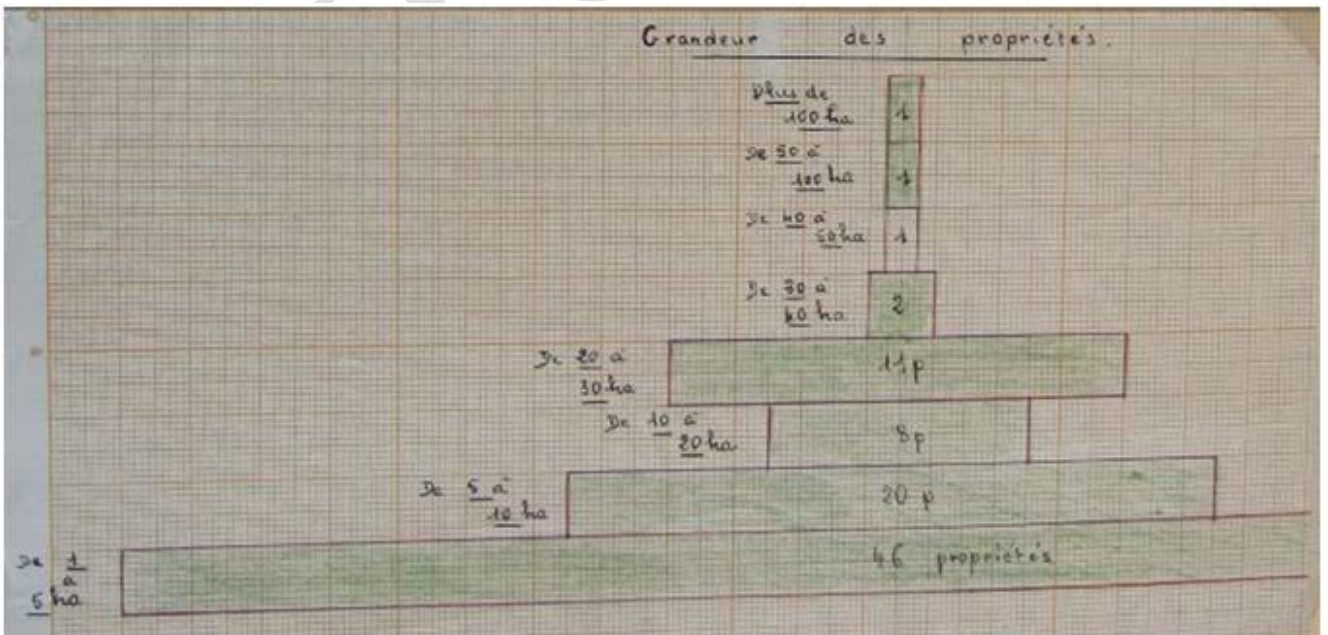 Grandeur des propriétés.
Plus de
100 ha
1
De 50 à
100 ha
1
De 40 à
50 ha
1
De 30 à
40 ha
2
De 20 à
30 ha
11 p
De 10 à
20 ha
8 p
De 5 à
10 ha
20 p
De 1
à
5 ha
46 propriétés